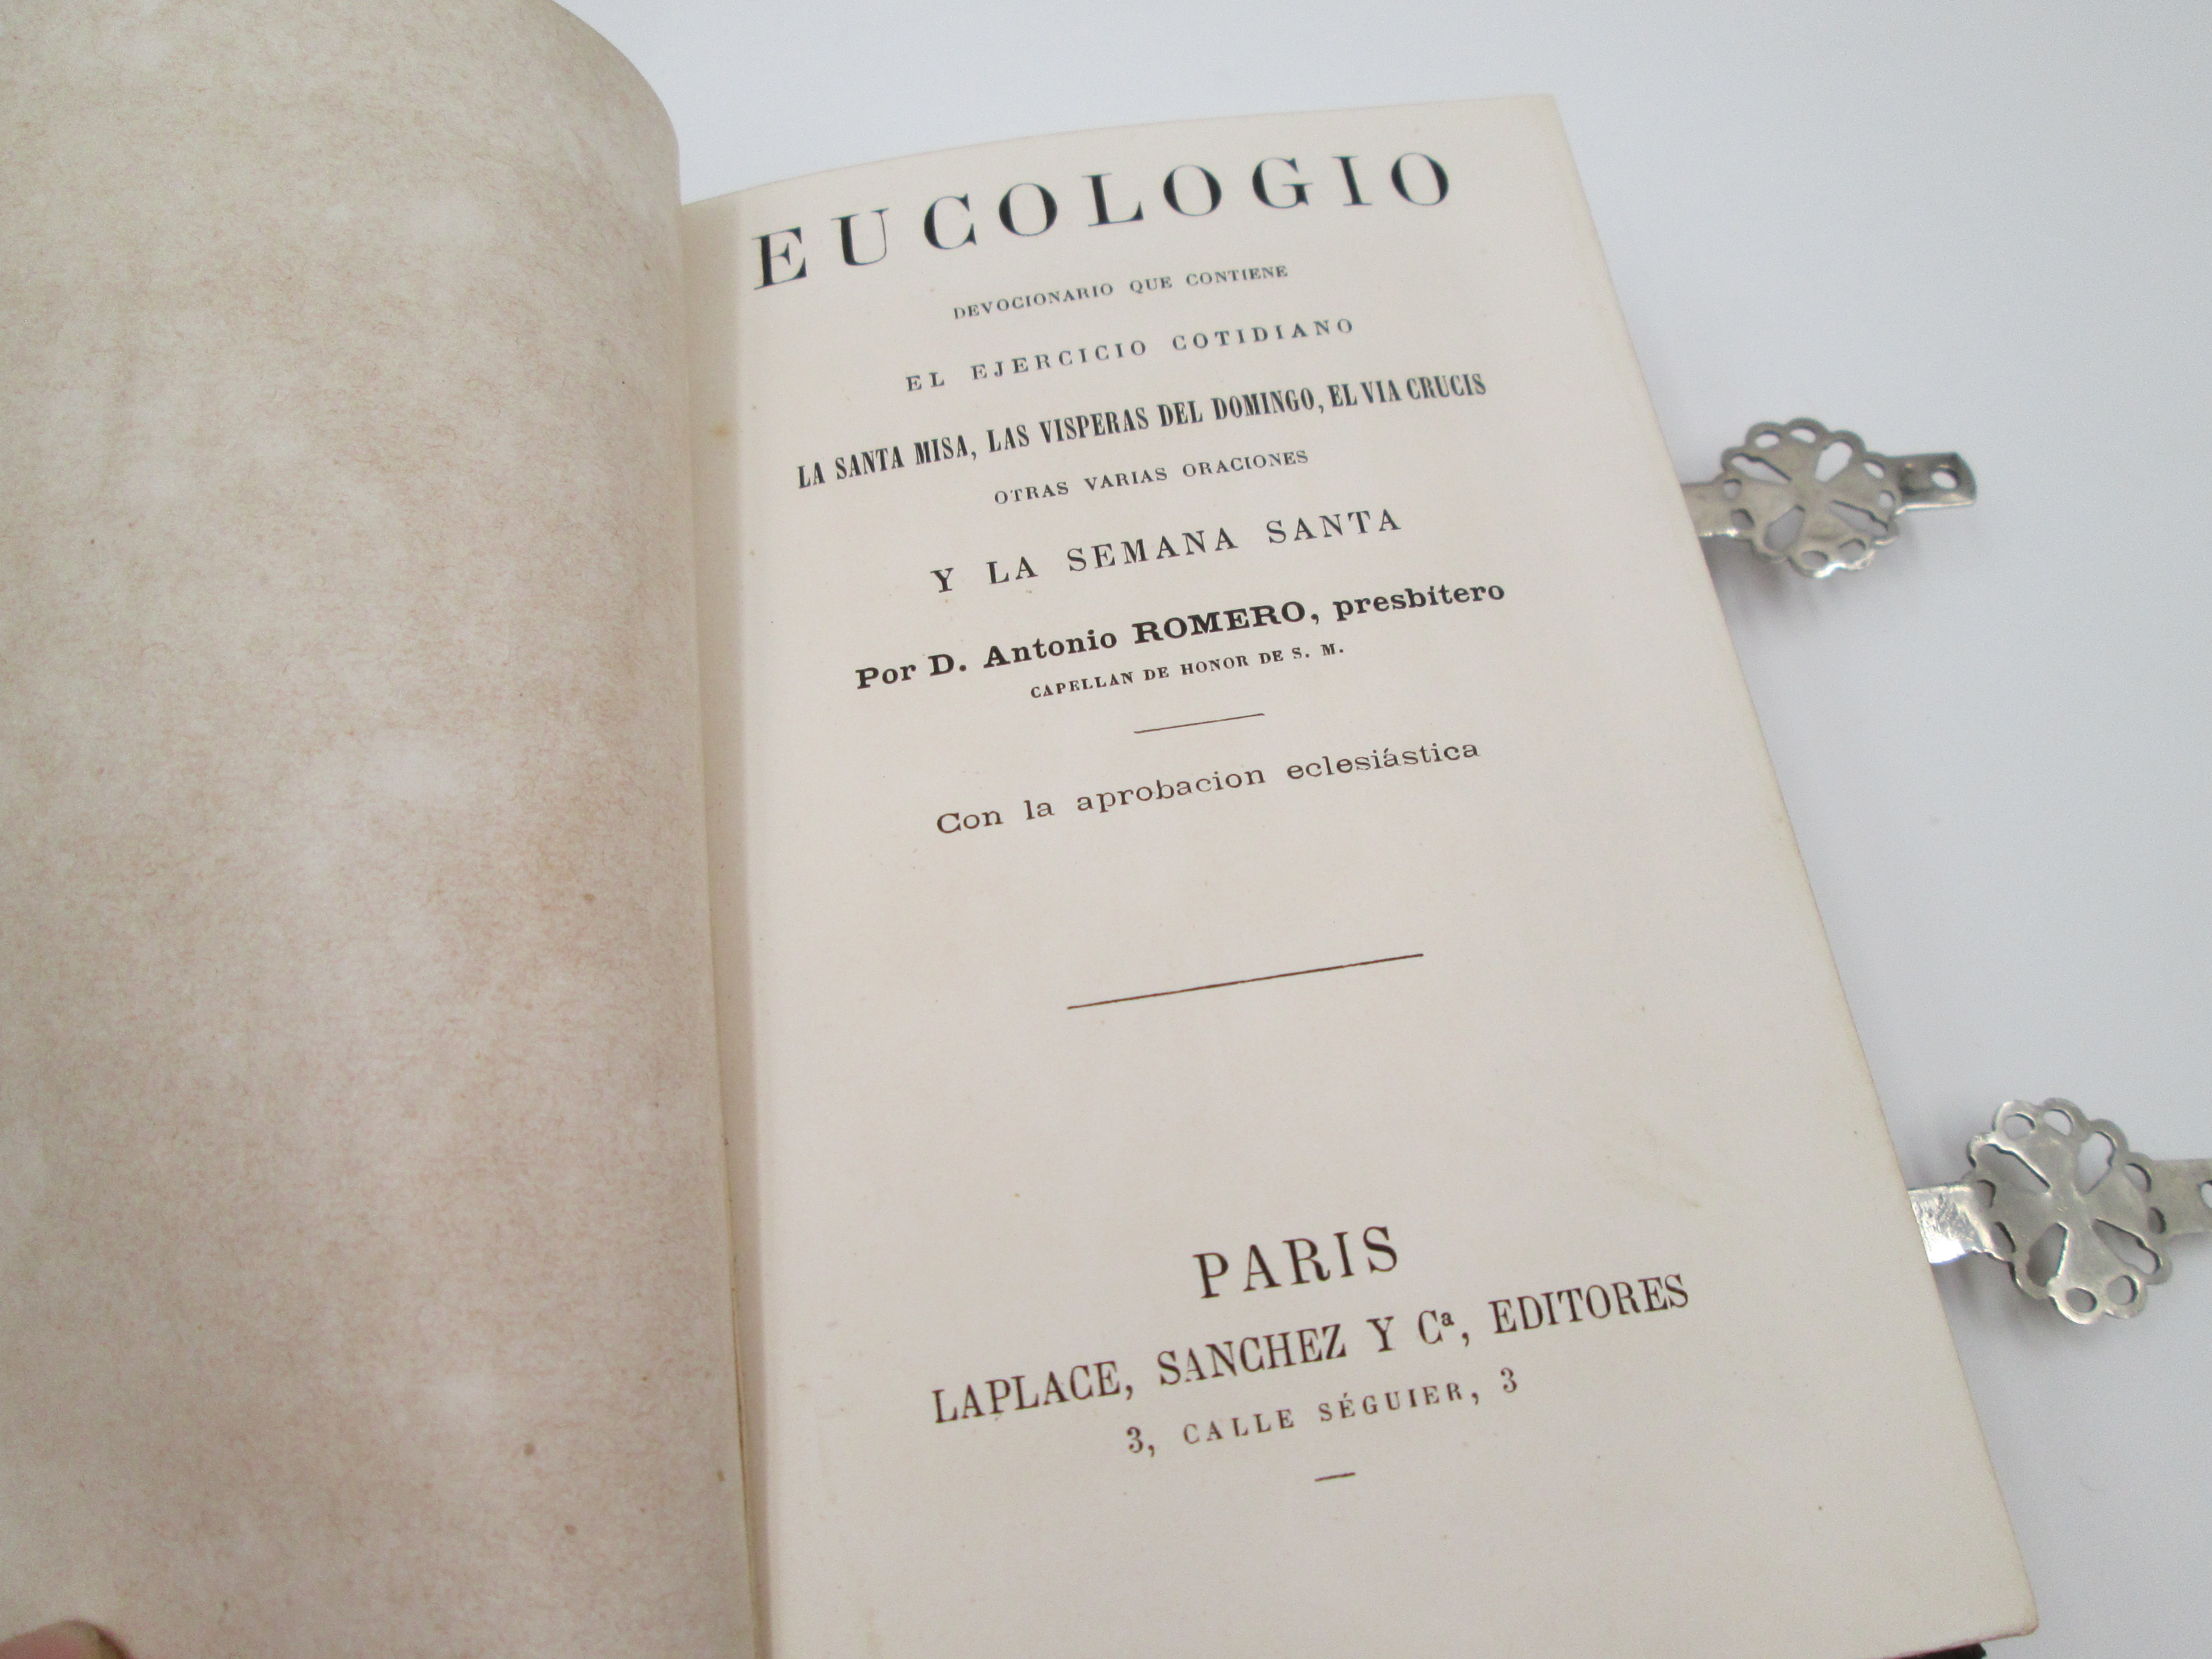 EUCOLOGIO
DEVOCIONARIO QUE CONTIENE
EL EJERCICIO COTIDIANO
LA SANTA MISA, LAS VISPERAS DEL DOMINGO, EL VIA CRUCIS
OTRAS VARIAS ORACIONES
Y LA SEMANA SANTA
Por D. Antonio ROMERO, presbitero
CAPELLAN DE HONOR DE S. M.
Con la aprobacion eclesiástica
PARIS
LAPLACE, SANCHEZ Y Cª, EDITORES
3, CALLE SÉGUIER, 3